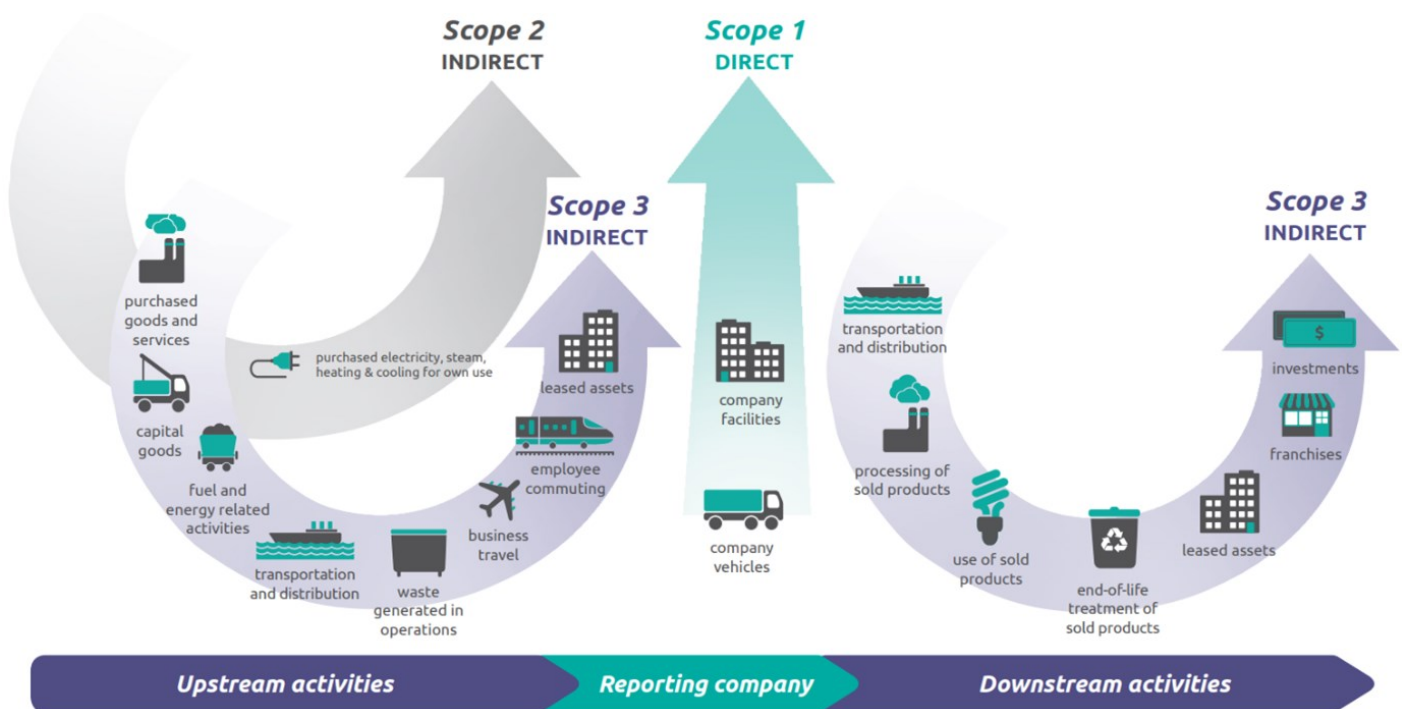 Scope 2
INDIRECT
Scope 1
DIRECT
Scope 3
INDIRECT
Scope 3
INDIRECT
purchased
goods and
services
capital
goods
fuel and
energy related
activities
purchased electricity, steam,
heating & cooling for own use
transportation
and distribution
waste
generated in
operations
business
travel
employee
commuting
leased assets
company
facilities
company
vehicles
transportation
and distribution
processing of
sold products
use of sold
products
end-of-life
treatment of
sold products
leased assets
franchises
$
investments
Upstream activities
Reporting company
Downstream activities